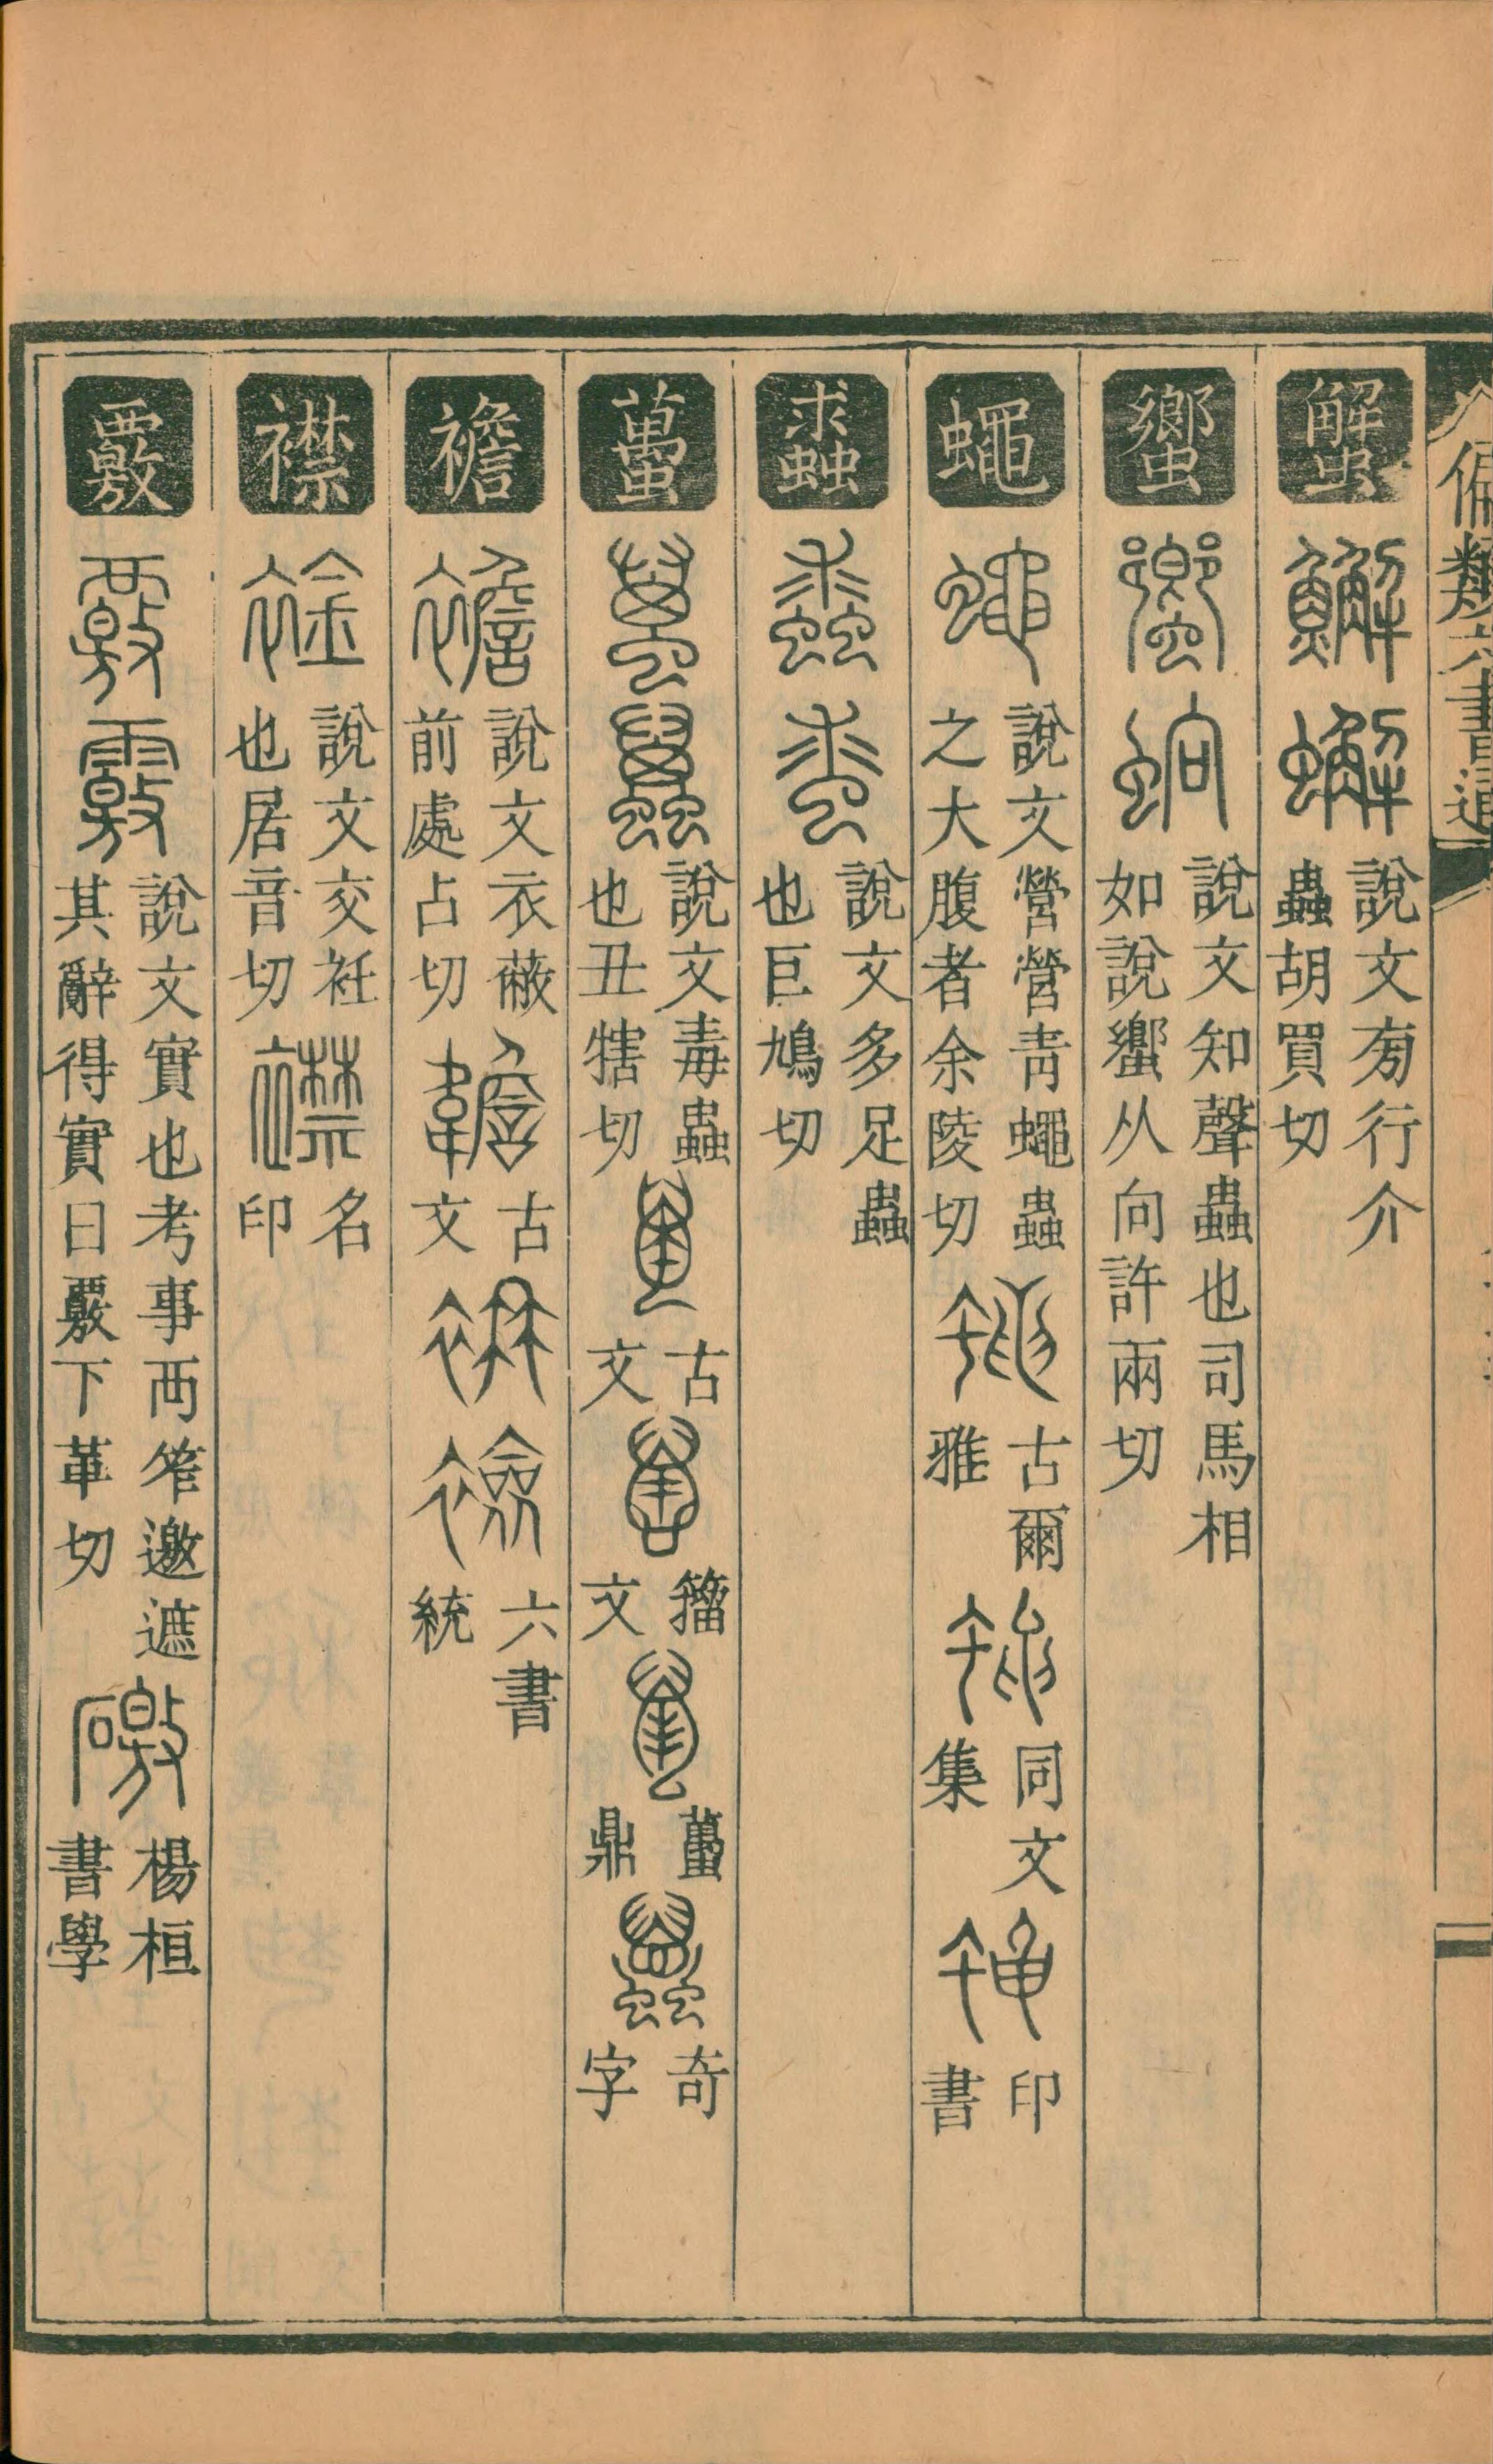 偏類六書通
蟹 說文㫄行介
蟲胡買切
蠁 說文知聲蟲也司馬相
如說蠁从向許兩切
蠅 說文營營青蠅蟲
之大腹者余陵切 古爾
雅 同文
集 印
書
蛷 說文多足蟲
也巨鳩切
蠆 說文毒蟲
也丑犗切 古
文 籀
文 蠆
鼎 奇
字
襜 說文衣蔽
前處占切 古
文 六書
統
襟 說文交衽
也居音切 名
印
覈 說文實也考事襾笮邀遮
其辭得實曰覈下革切 楊桓
書學